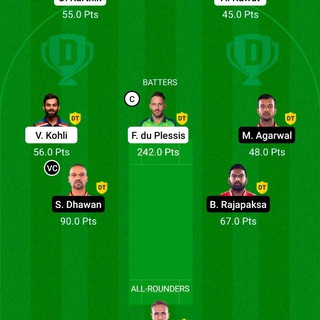 55.0 Pts 45.0 Pts
BATTERS
C
DT DT DT
V. Kohli F. du Plessis M. Agarwal
56.0 Pts 242.0 Pts 48.0 Pts
VC
DT DT
S. Dhawan B. Rajapaksa
90.0 Pts 67.0 Pts
ALL-ROUNDERS